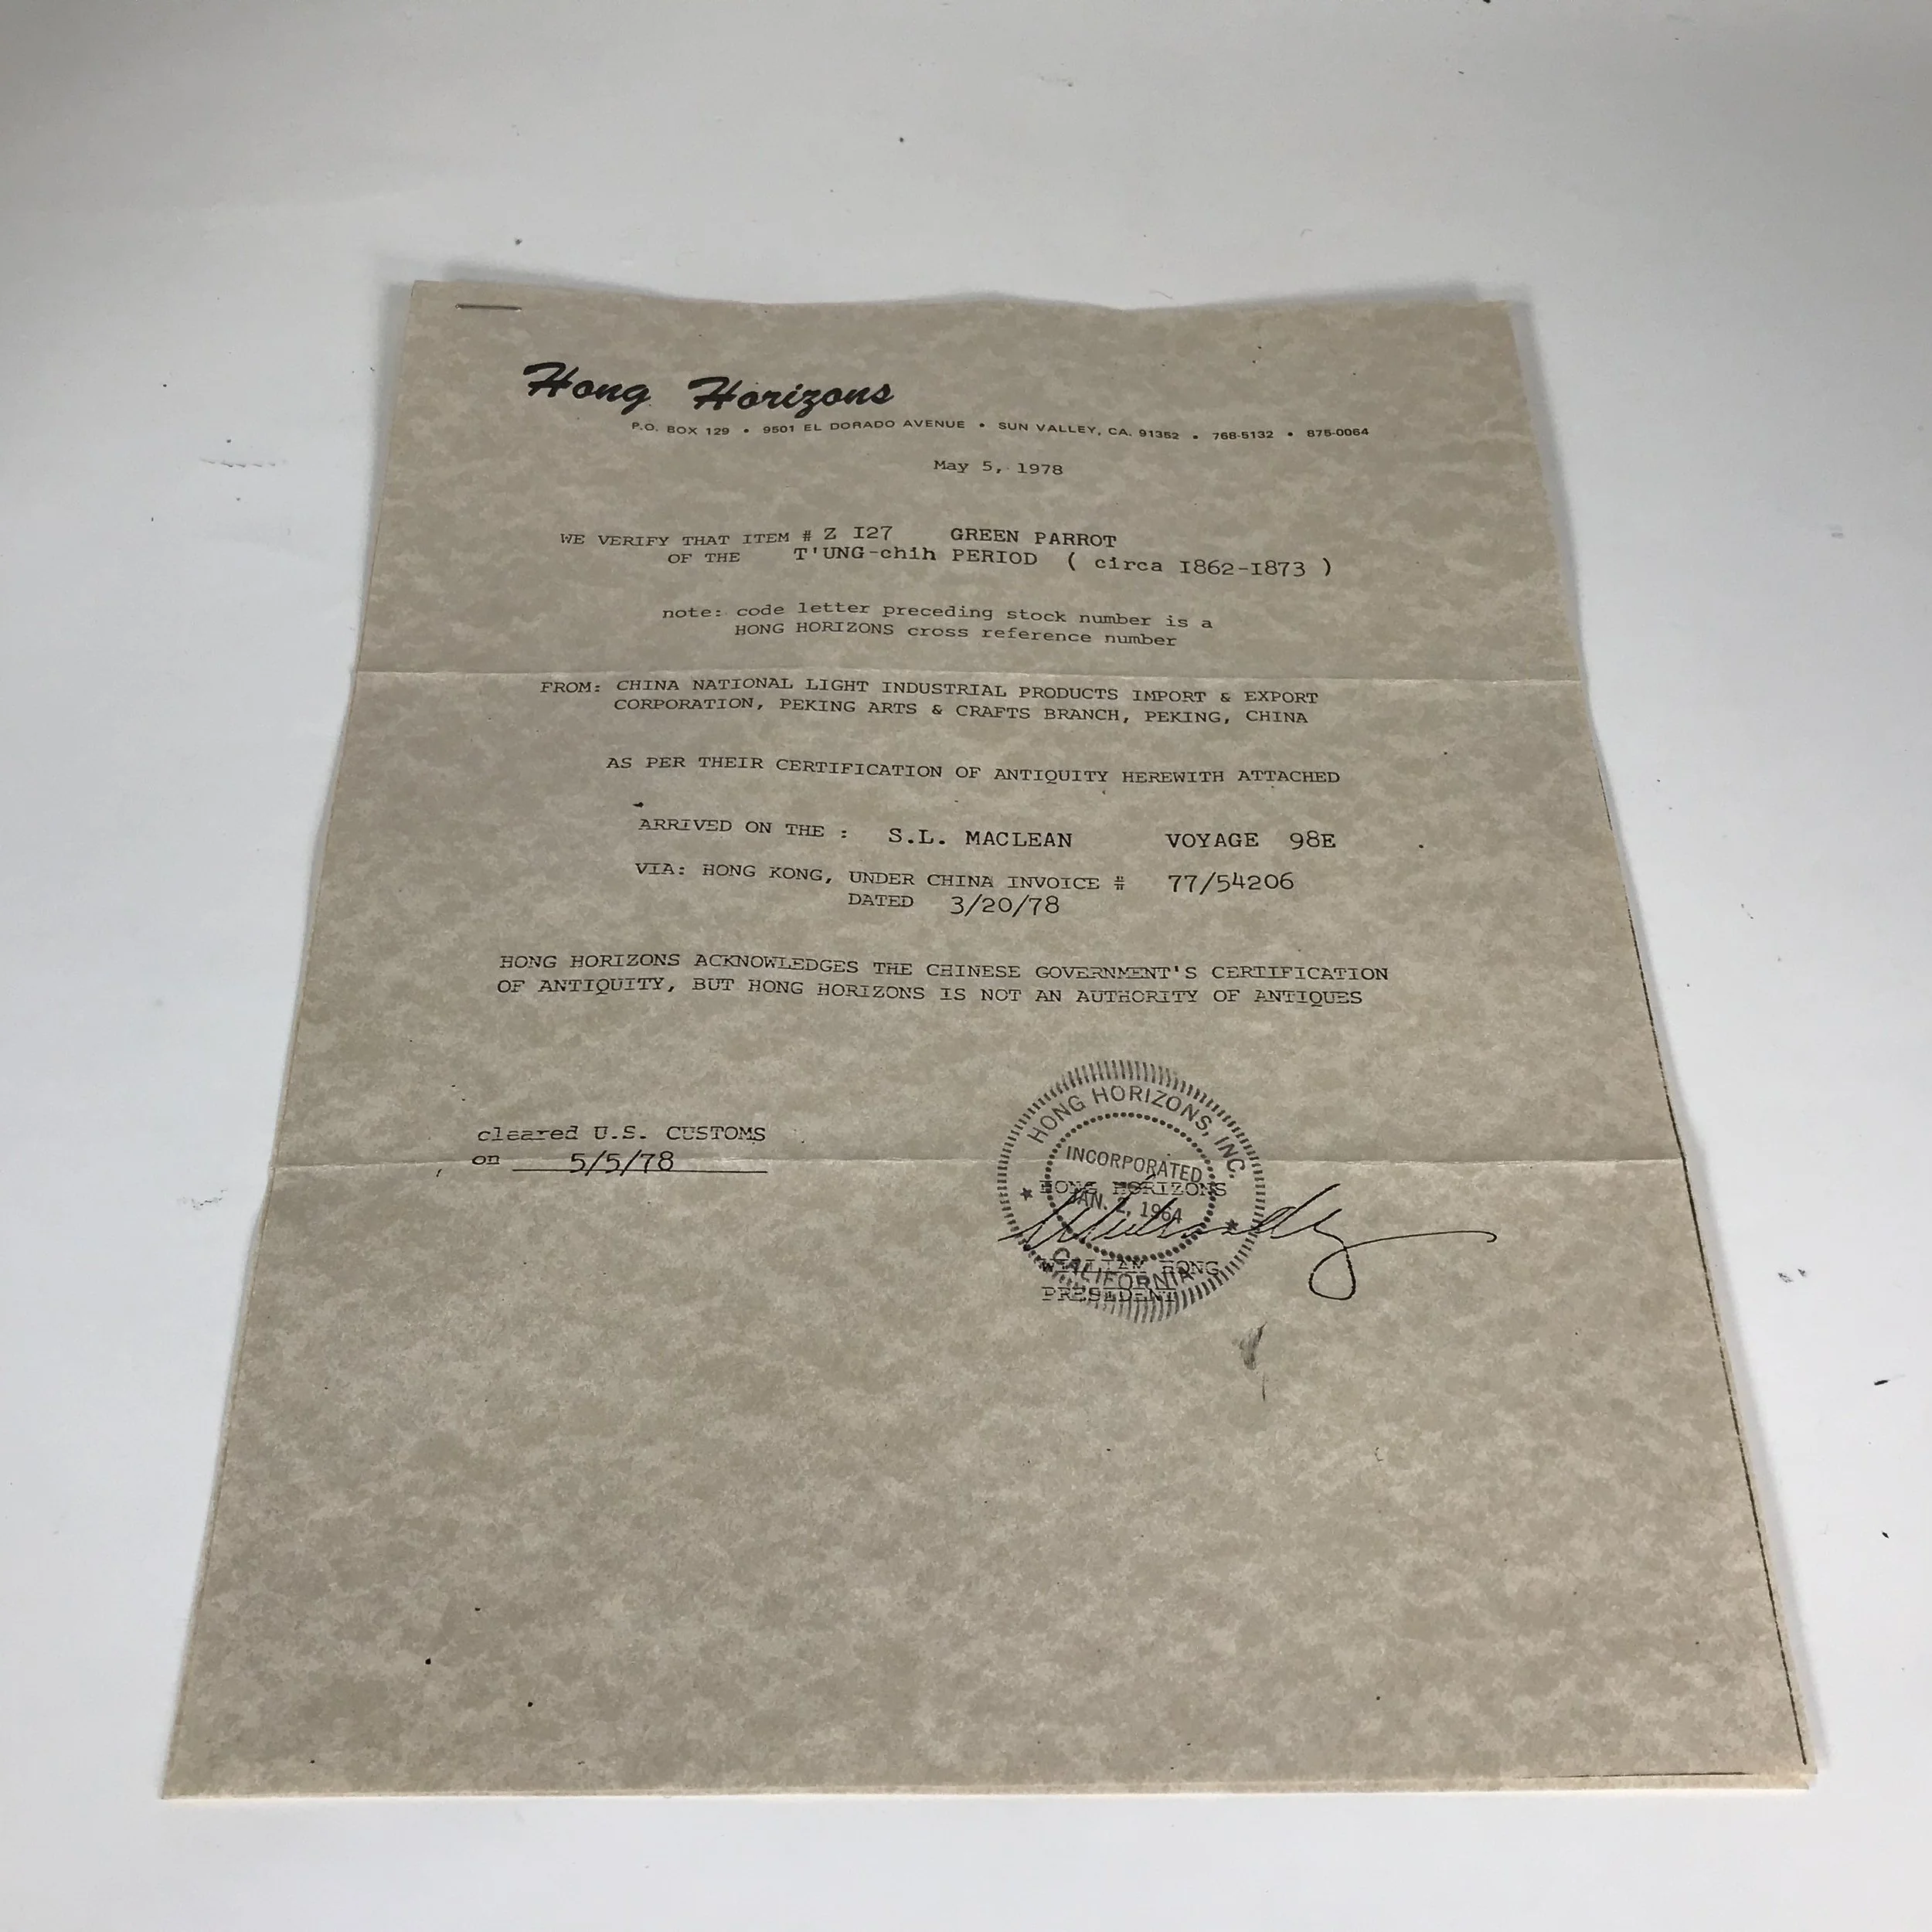 Hong Horizons
P.O. BOX 129 • 9501 EL DORADO AVENUE • SUN VALLEY, CA. 91352 • 768-5132 • 875-0064
May 5, 1978
WE VERIFY THAT ITEM # Z I27 GREEN PARROT
OF THE T'UNG-chih PERIOD ( circa I862-I873 )
note: code letter preceding stock number is a
HONG HORIZONS cross reference number
FROM: CHINA NATIONAL LIGHT INDUSTRIAL PRODUCTS IMPORT & EXPORT
CORPORATION, PEKING ARTS & CRAFTS BRANCH, PEKING, CHINA
AS PER THEIR CERTIFICATION OF ANTIQUITY HEREWITH ATTACHED
ARRIVED ON THE : S.L. MACLEAN VOYAGE 98E
VIA: HONG KONG, UNDER CHINA INVOICE # 77/54206
DATED 3/20/78
HONG HORIZONS ACKNOWLEDGES THE CHINESE GOVERNMENT'S CERTIFICATION
OF ANTIQUITY, BUT HONG HORIZONS IS NOT AN AUTHORITY OF ANTIQUES
cleared U.S. CUSTOMS
on 5/5/78
HONG HORIZONS, INC.
INCORPORATED
JAN. 2, 1964
CALIFORNIA
HONG HORIZONS
WILLIAM HONG
PRESIDENT